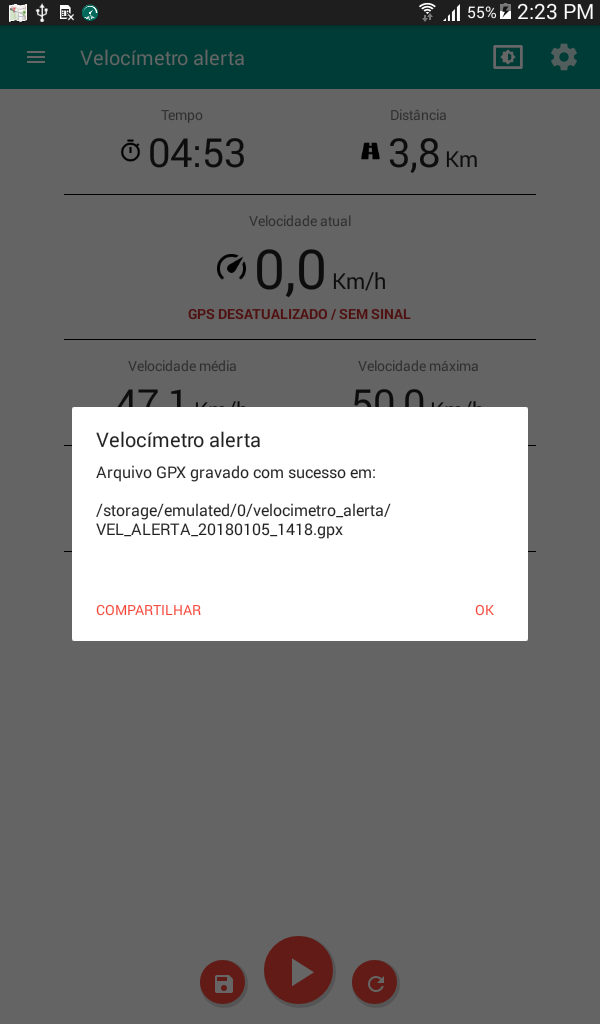 55% 2:23 PM
Velocímetro alerta
Tempo Distância
04:53 3,8 Km
Velocidade atual
0,0 Km/h
GPS DESATUALIZADO / SEM SINAL
Velocidade média Velocidade máxima
47,1 Km/h 50,0 Km/h
Velocímetro alerta
Arquivo GPX gravado com sucesso em:
/storage/emulated/0/velocimetro_alerta/
VEL_ALERTA_20180105_1418.gpx
COMPARTILHAR OK